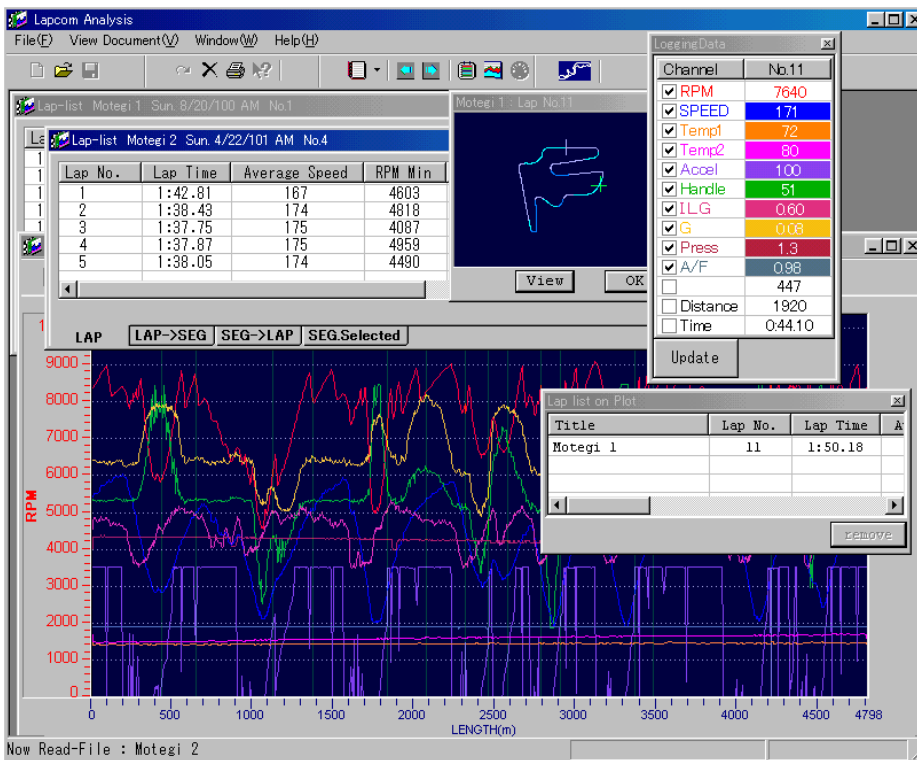 Lapcom Analysis
File(F) View Document(V) Window(W) Help(H)
Lap-list Motegi 1 Sun. 8/20/100 AM No.1
La
1
1
1
1
1
Lap-list Motegi 2 Sun. 4/22/101 AM No.4
Lap No. Lap Time Average Speed RPM Min
1 1:42.81 167 4603
2 1:38.43 174 4818
3 1:37.75 175 4087
4 1:37.87 175 4959
5 1:38.05 174 4490
LAP LAP->SEG SEG->LAP SEG.Selected
Motegi 1 : Lap No.11
View OK
LoggingData
Channel No.11
RPM 7640
SPEED 171
Temp1 72
Temp2 80
Accel 100
Handle 51
I.L.G 0.60
G 0.08
Press 1.3
A/F 0.98
447
Distance 1920
Time 0:44.10
Update
Lap list on Plot
Title Lap No. Lap Time A
Motegi 1 11 1:50.18
remove
1
9000
8000
7000
6000
5000
4000
3000
2000
1000
0
RPM
0 500 1000 1500 2000 2500 3000 3500 4000 4500 4798
LENGTH(m)
Now Read-File : Motegi 2